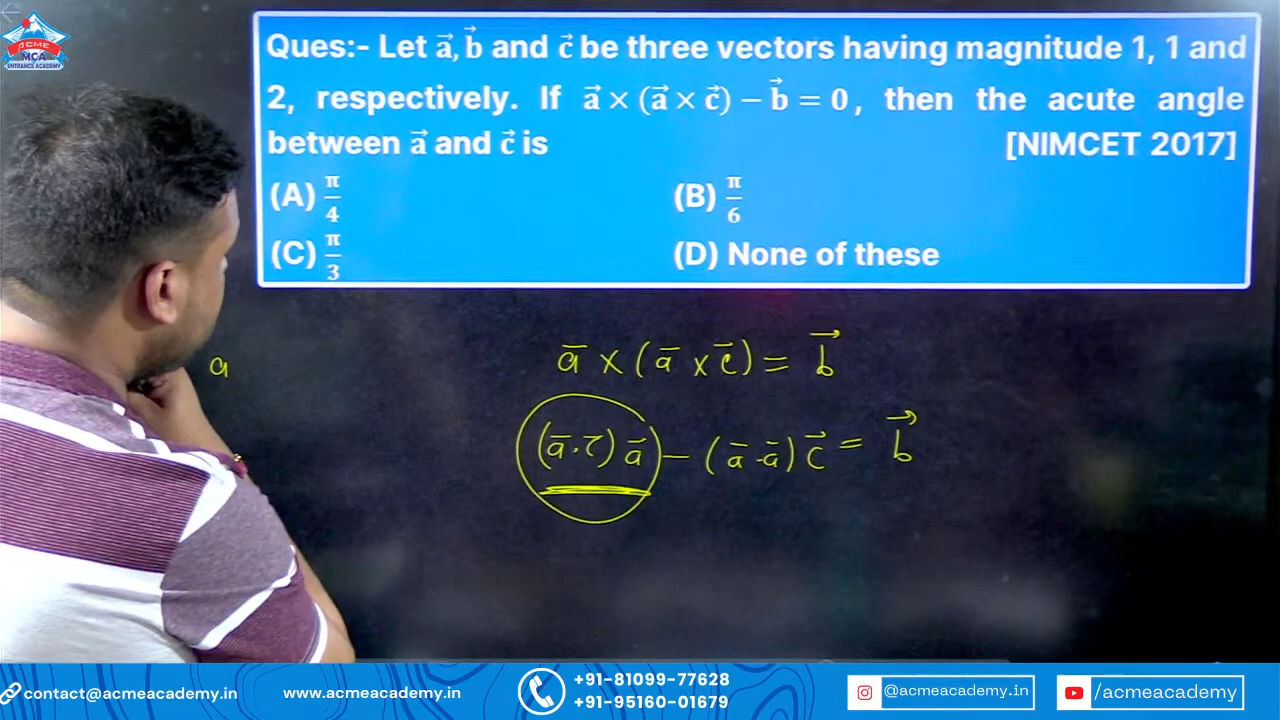 ACME
MCA
ENTRANCE ACADEMY
Ques:- Let a⃗, b⃗ and c⃗ be three vectors having magnitude 1, 1 and
2, respectively. If a⃗ × (a⃗ × c⃗) − b⃗ = 0, then the acute angle
between a⃗ and c⃗ is [NIMCET 2017]
(A) π/4 (B) π/6
(C) π/3 (D) None of these
a
a̅ × (a̅ × c̅) = b⃗
(a̅ · c̅) a̅ − (a̅ · a̅) c⃗ = b⃗
contact@acmeacademy.in www.acmeacademy.in +91-81099-77628 @acmeacademy.in /acmeacademy
+91-95160-01679